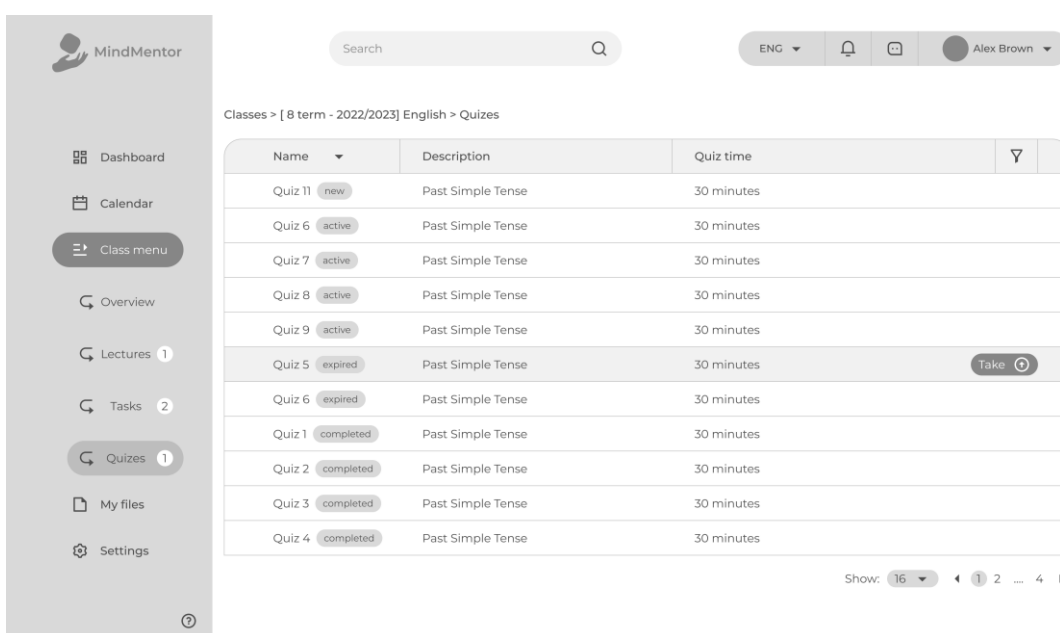 MindMentor
Search
ENG
Alex Brown
Classes > [ 8 term - 2022/2023] English > Quizes
Dashboard
Calendar
Class menu
Overview
Lectures 1
Tasks 2
Quizes 1
My files
Settings
Name Description Quiz time
Quiz 11 new Past Simple Tense 30 minutes
Quiz 6 active Past Simple Tense 30 minutes
Quiz 7 active Past Simple Tense 30 minutes
Quiz 8 active Past Simple Tense 30 minutes
Quiz 9 active Past Simple Tense 30 minutes
Quiz 5 expired Past Simple Tense 30 minutes Take
Quiz 6 expired Past Simple Tense 30 minutes
Quiz 1 completed Past Simple Tense 30 minutes
Quiz 2 completed Past Simple Tense 30 minutes
Quiz 3 completed Past Simple Tense 30 minutes
Quiz 4 completed Past Simple Tense 30 minutes
Show: 16 1 2 .... 4